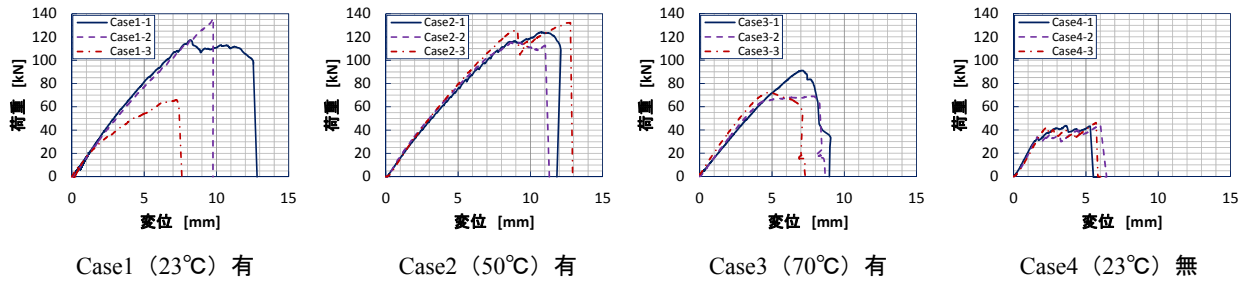 140
120
100
80
60
40
20
0
荷重 [kN]
Case1-1
Case1-2
Case1-3
0 5 10 15
変位 [mm]
Case1（23℃）有
140
120
100
80
60
40
20
0
荷重 [kN]
Case2-1
Case2-2
Case2-3
0 5 10 15
変位 [mm]
Case2（50℃）有
140
120
100
80
60
40
20
0
荷重 [kN]
Case3-1
Case3-2
Case3-3
0 5 10 15
変位 [mm]
Case3（70℃）有
140
120
100
80
60
40
20
0
荷重 [kN]
Case4-1
Case4-2
Case4-3
0 5 10 15
変位 [mm]
Case4（23℃）無